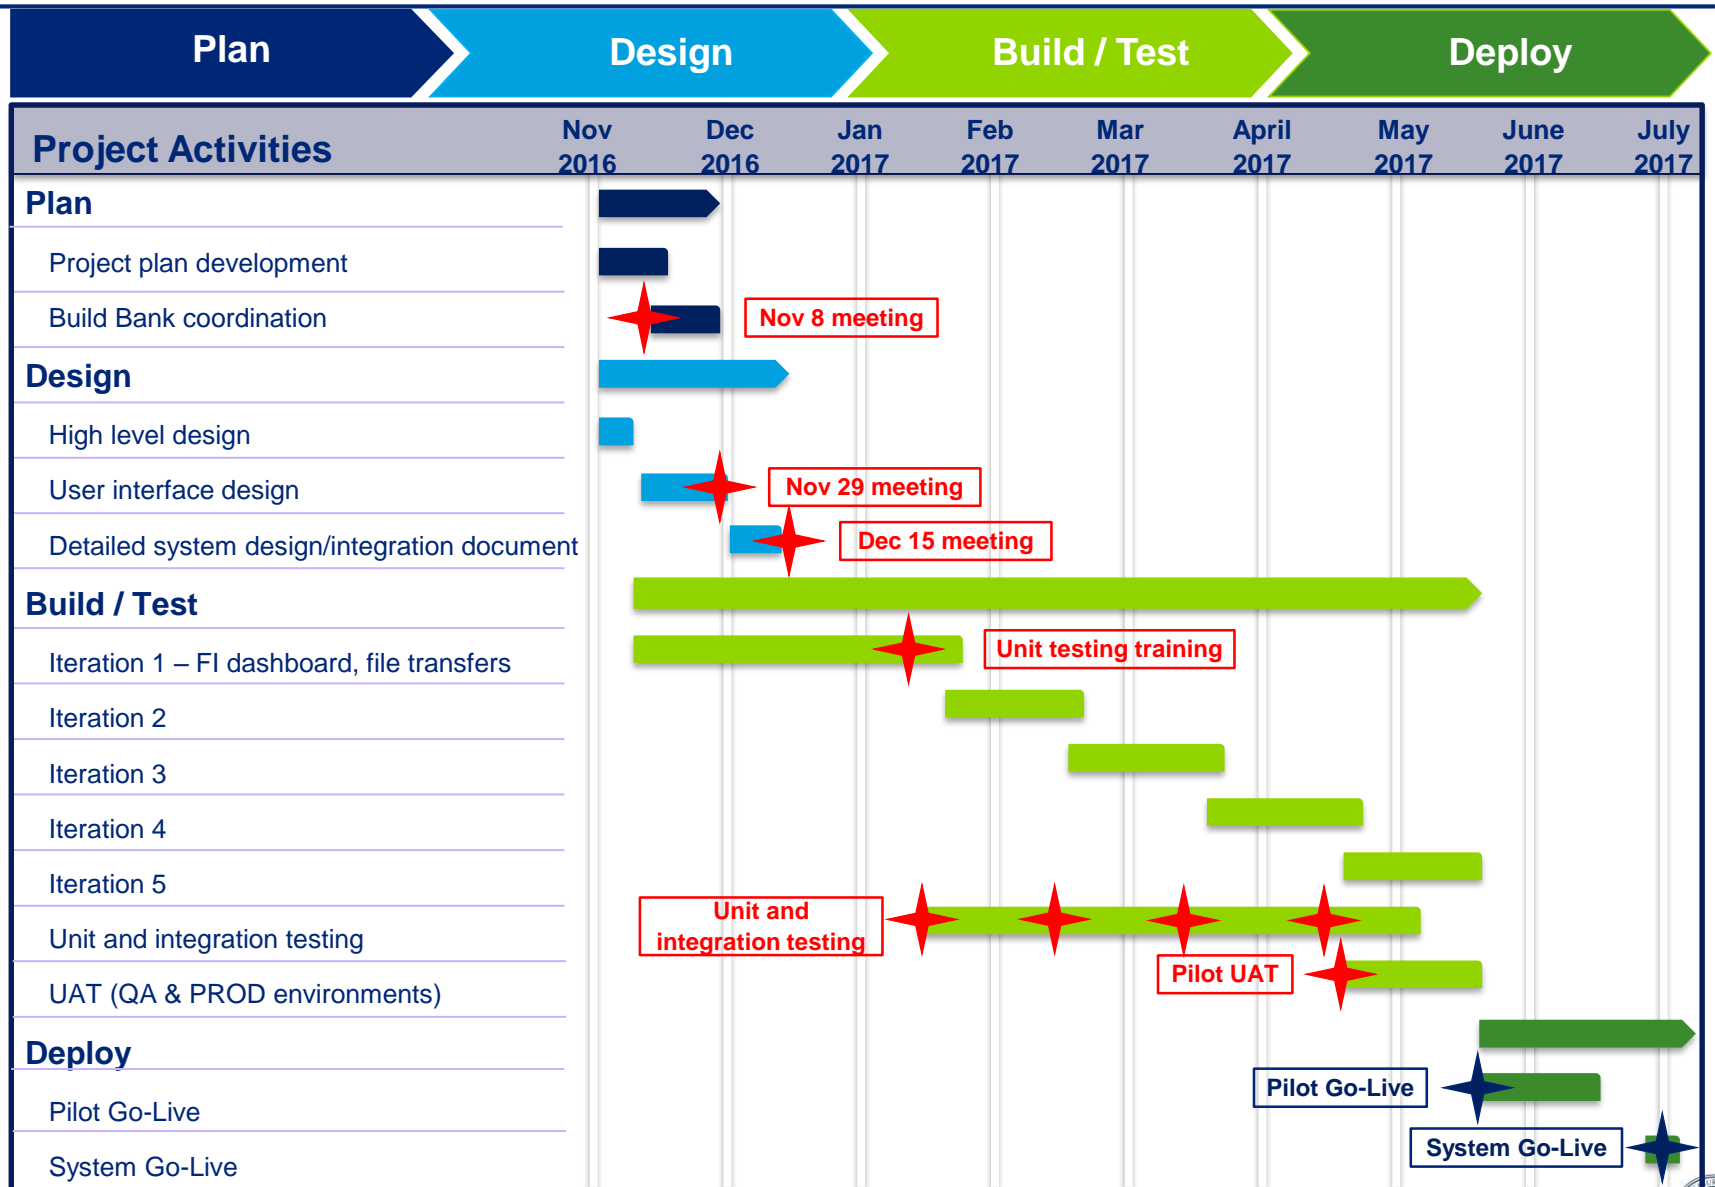 Plan
Design
Build / Test
Deploy
Project Activities
Nov
2016
Dec
2016
Jan
2017
Feb
2017
Mar
2017
April
2017
May
2017
June
2017
July
2017
Plan
Project plan development
Build Bank coordination
Nov 8 meeting
Design
High level design
User interface design
Nov 29 meeting
Detailed system design/integration document
Dec 15 meeting
Build / Test
Iteration 1 – FI dashboard, file transfers
Unit testing training
Iteration 2
Iteration 3
Iteration 4
Iteration 5
Unit and integration testing
Unit and
integration testing
UAT (QA & PROD environments)
Pilot UAT
Deploy
Pilot Go-Live
Pilot Go-Live
System Go-Live
System Go-Live